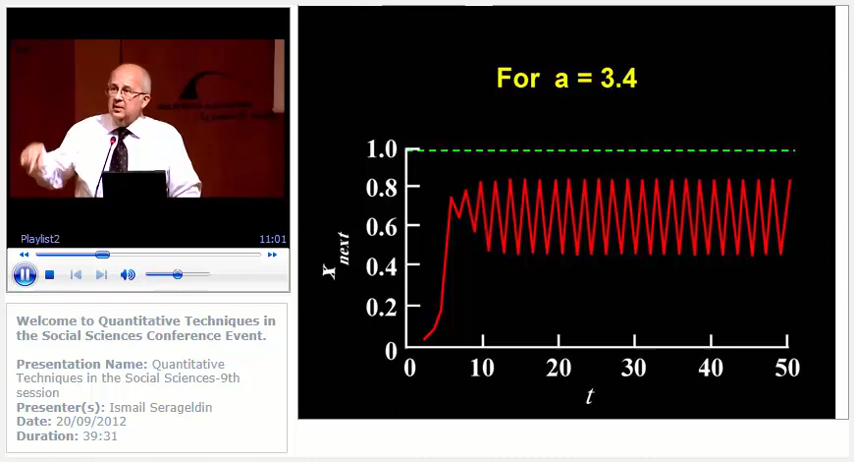 Playlist2
11:01
Welcome to Quantitative Techniques in
the Social Sciences Conference Event.
Presentation Name: Quantitative
Techniques in the Social Sciences-9th
session
Presenter(s): Ismail Serageldin
Date: 20/09/2012
Duration: 39:31
For a = 3.4
1.0
0.8
0.6
0.4
0.2
0
xnext
0 10 20 30 40 50
t